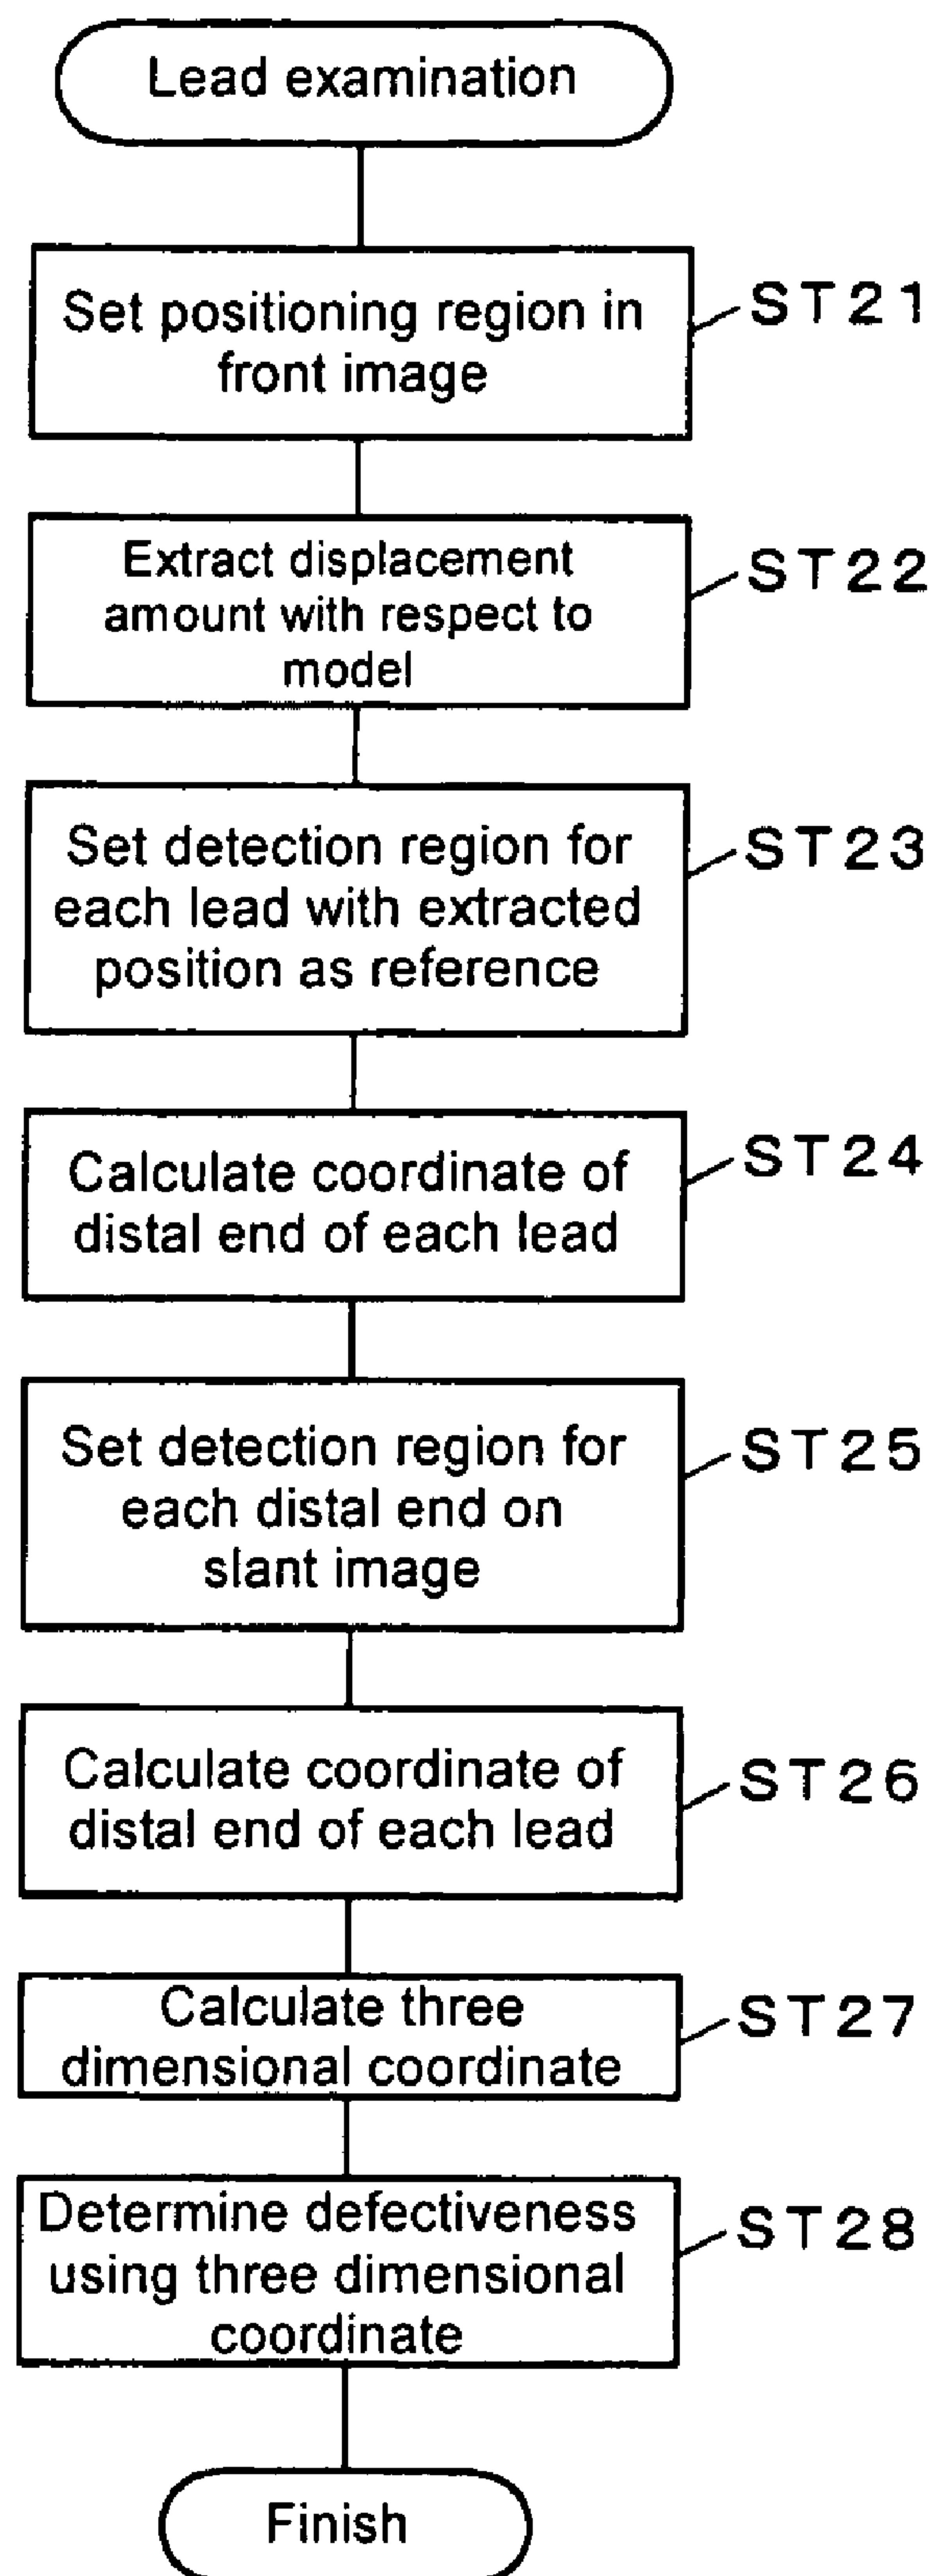 Lead examination
Set positioning region in
front image
ST21
Extract displacement
amount with respect to
model
ST22
Set detection region for
each lead with extracted
position as reference
ST23
Calculate coordinate of
distal end of each lead
ST24
Set detection region for
each distal end on
slant image
ST25
Calculate coordinate of
distal end of each lead
ST26
Calculate three
dimensional coordinate
ST27
Determine defectiveness
using three dimensional
coordinate
ST28
Finish